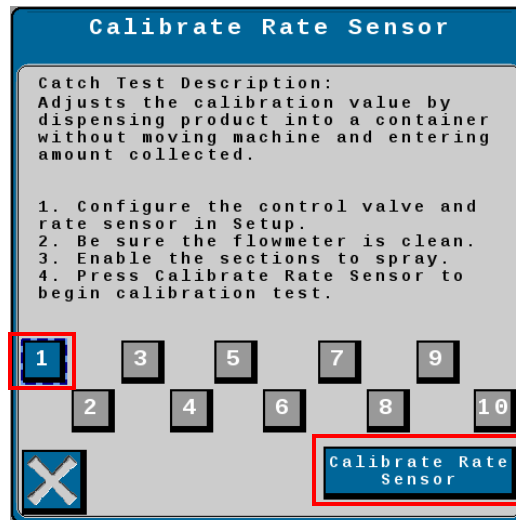 Calibrate Rate Sensor
Catch Test Description:
Adjusts the calibration value by
dispensing product into a container
without moving machine and entering
amount collected.
1. Configure the control valve and
rate sensor in Setup.
2. Be sure the flowmeter is clean.
3. Enable the sections to spray.
4. Press Calibrate Rate Sensor to
begin calibration test.
1 3 5 7 9
2 4 6 8 10
Calibrate Rate
Sensor